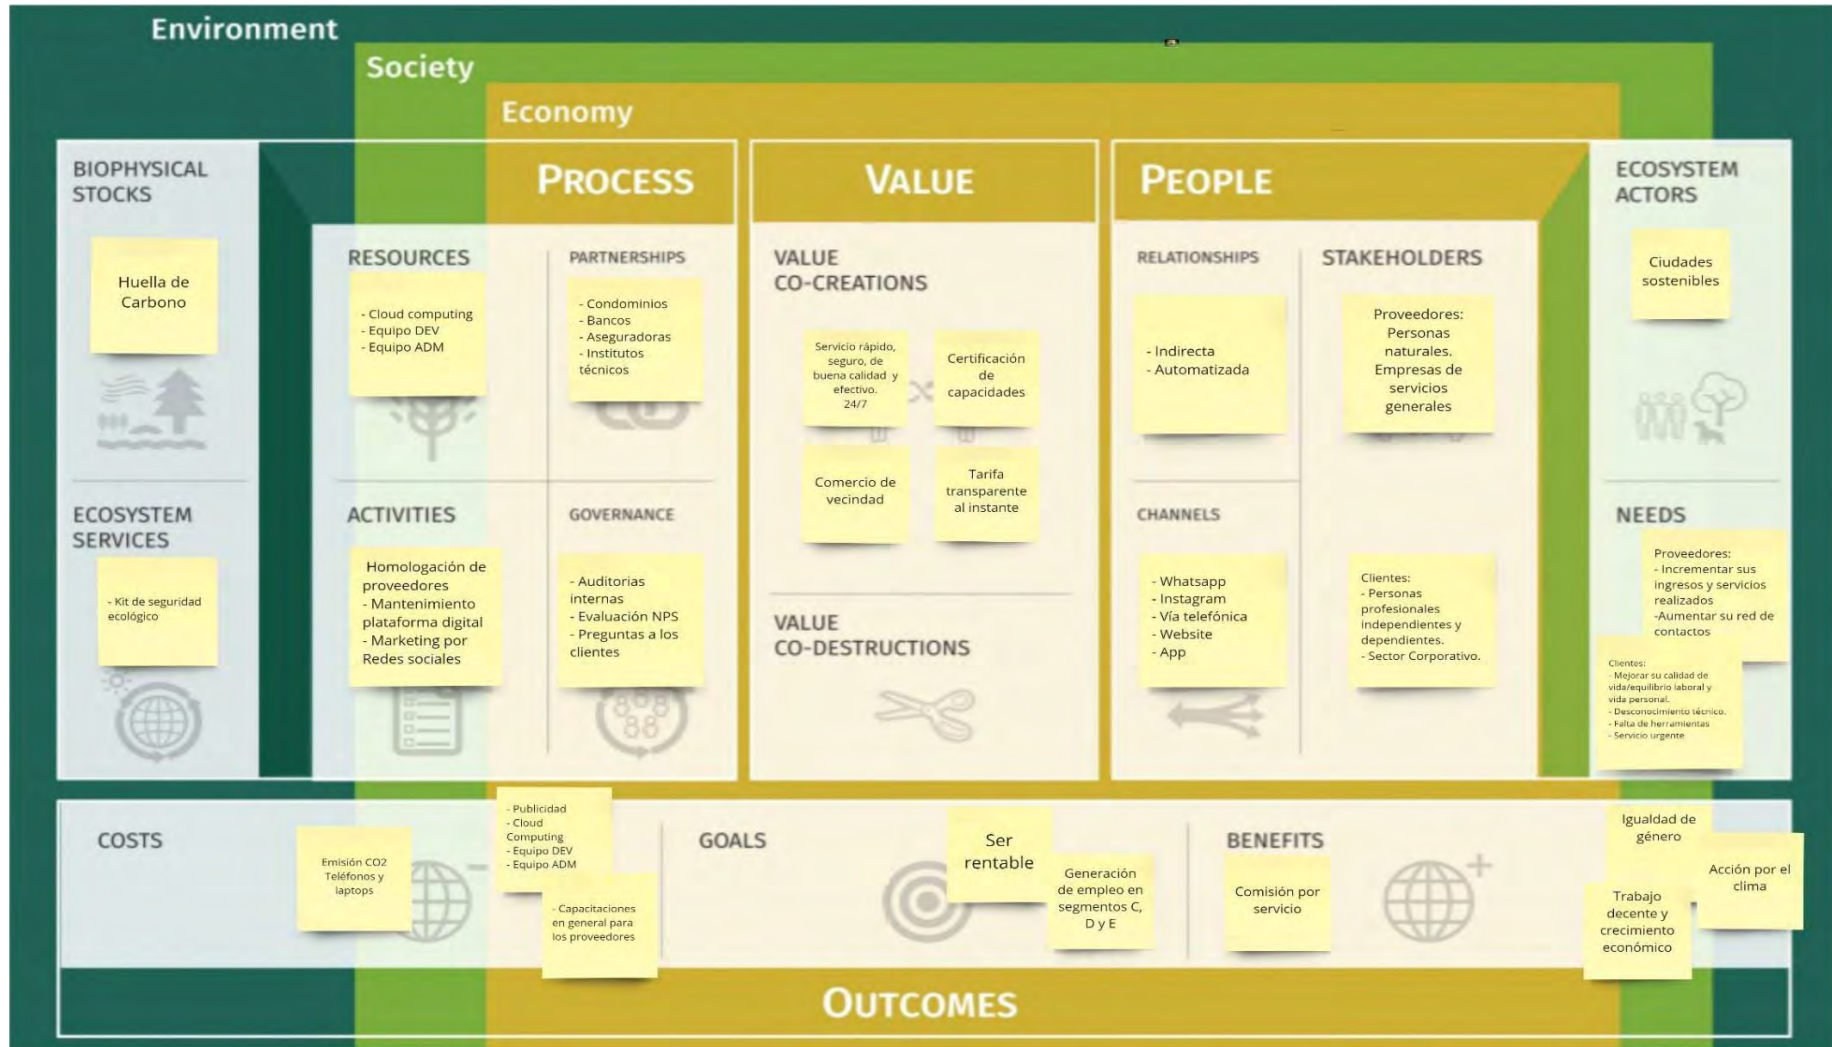 Environment
Society
Economy
BIOPHYSICAL
STOCKS
Huella de
Carbono
ECOSYSTEM
SERVICES
- Kit de seguridad
ecológico
PROCESS
RESOURCES
- Cloud computing
- Equipo DEV
- Equipo ADM
PARTNERSHIPS
- Condominios
- Bancos
- Aseguradoras
- Institutos
técnicos
ACTIVITIES
Homologación de
proveedores
- Mantenimiento
plataforma digital
- Marketing por
Redes sociales
GOVERNANCE
- Auditorias
internas
- Evaluación NPS
- Preguntas a los
clientes
VALUE
VALUE
CO-CREATIONS
Servicio rápido,
seguro, de
buena calidad y
efectivo.
24/7
Certificación
de
capacidades
Comercio de
vecindad
Tarifa
transparente
al instante
VALUE
CO-DESTRUCTIONS
PEOPLE
RELATIONSHIPS
- Indirecta
- Automatizada
STAKEHOLDERS
Proveedores:
Personas
naturales.
Empresas de
servicios
generales
CHANNELS
- Whatsapp
- Instagram
- Vía telefónica
- Website
- App
Clientes:
- Personas
profesionales
independientes y
dependientes.
- Sector Corporativo.
ECOSYSTEM
ACTORS
Ciudades
sostenibles
NEEDS
Proveedores:
- Incrementar sus
ingresos y servicios
realizados
-Aumentar su red de
contactos
Clientes:
- Mejorar su calidad de
vida/equilibrio laboral y
vida personal.
- Desconocimiento técnico.
- Falta de herramientas
- Servicio urgente
COSTS
Emisión CO2
Teléfonos y
laptops
- Publicidad
- Cloud
Computing
- Equipo DEV
- Equipo ADM
- Capacitaciones
en general para
los proveedores
GOALS
Ser
rentable
Generación
de empleo en
segmentos C,
D y E
BENEFITS
Comisión por
servicio
Igualdad de
género
Acción por el
clima
Trabajo
decente y
crecimiento
económico
OUTCOMES